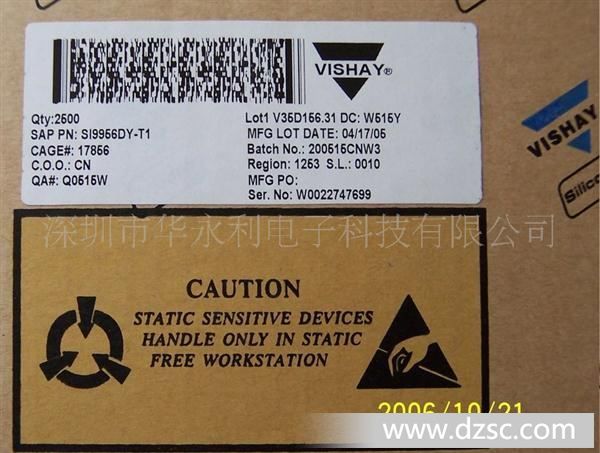 VISHAY®
Qty:2500
SAP PN: SI9956DY-T1
CAGE#: 17856
C.O.O.: CN
QA#: Q0515W
Lot1 V35D156.31 DC: W515Y
MFG LOT DATE: 04/17/05
Batch No.: 200515CNW3
Region: 1253 S.L.: 0010
MFG PO:
Ser. No: W0022747699
VISHAY
Silico
深圳市华永利电子科技有限公司
CAUTION
STATIC SENSITIVE DEVICES
HANDLE ONLY IN STATIC
FREE WORKSTATION
2006/10/21
www.dzsc.com